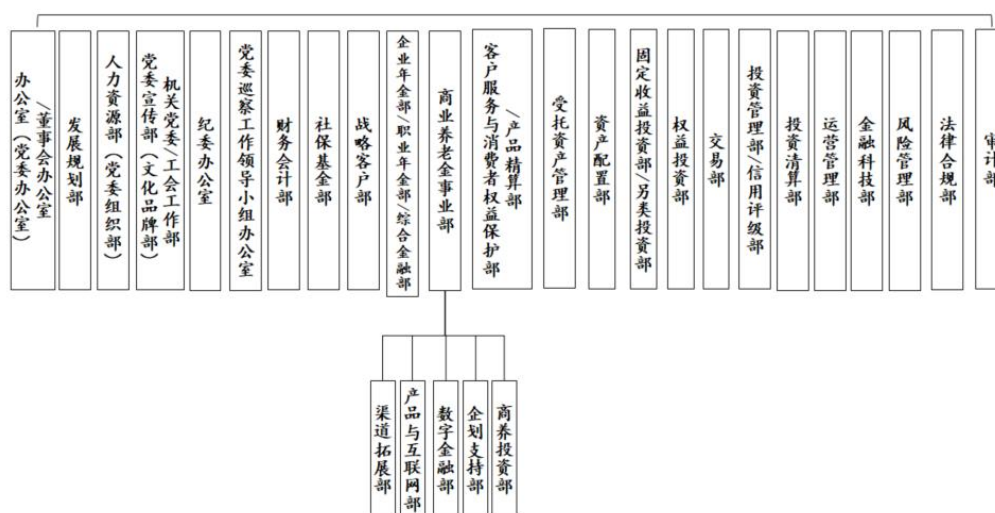 办公室（党委办公室）
/董事会办公室
发展规划部
人力资源部（党委组织部）
党委宣传部（文化品牌部）
机关党委/工会工作部
纪委办公室
党委巡察工作领导小组办公室
财务会计部
社保基金部
战略客户部
企业年金部/职业年金部/综合金融部
商业养老金事业部
客户服务与消费者权益保护部
/产品精算部
受托资产管理部
资产配置部
固定收益投资部/另类投资部
权益投资部
交易部
投资管理部/信用评级部
投资清算部
运营管理部
金融科技部
风险管理部
法律合规部
审计部
渠道拓展部
产品与互联网部
数字金融部
企划支持部
商养投资部